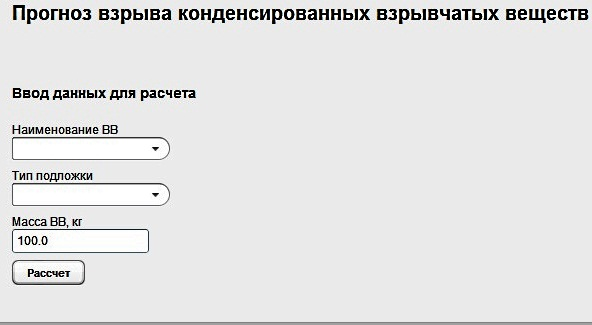 Прогноз взрыва конденсированных взрывчатых веществ
Ввод данных для расчета
Наименование ВВ
Тип подложки
Масса ВВ, кг
100.0
Рассчет